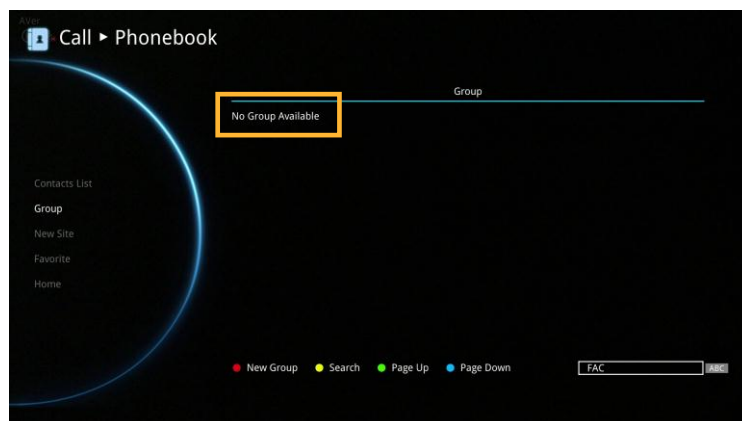 AVer
Call ► Phonebook
Group
No Group Available
Contacts List
Group
New Site
Favorite
Home
New Group
Search
Page Up
Page Down
FAC
ABC